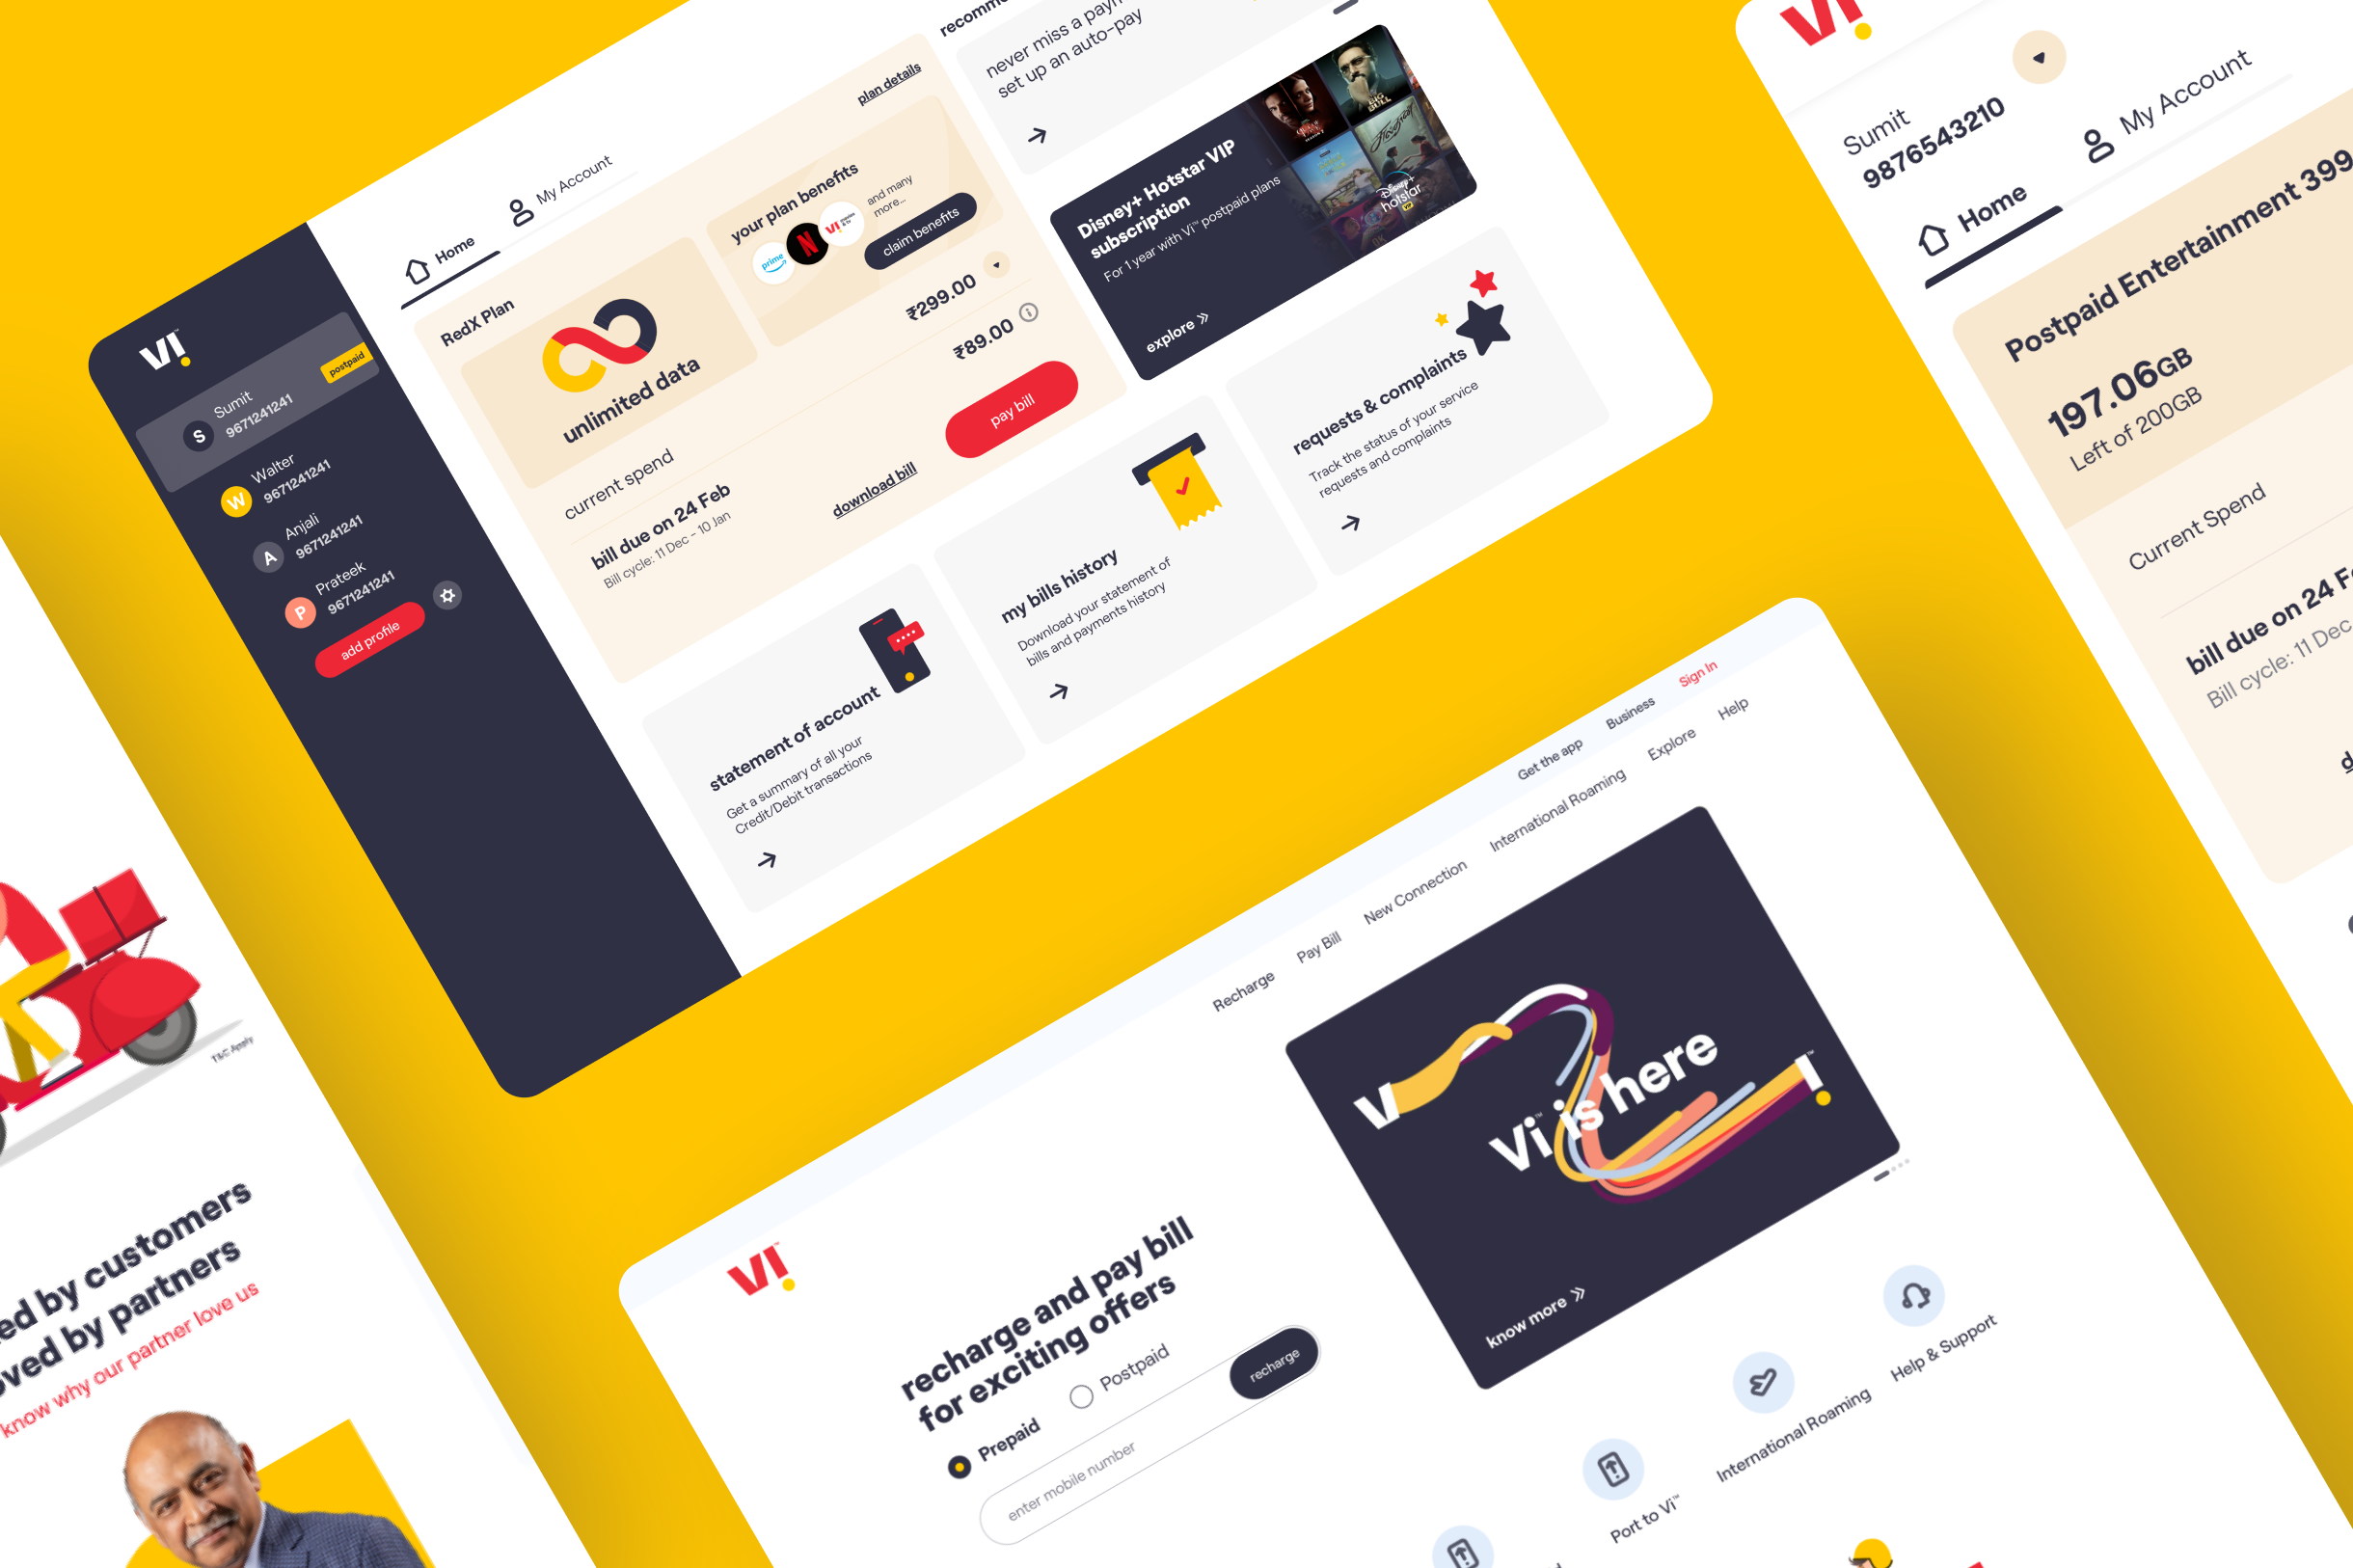 Vi
Sumit
9671241241
postpaid
W
Walter
9671241241
A
Anjali
9671241241
P
Prateek
9671241241
S
add profile
Home
My Account
RedX Plan
plan details
unlimited data
your plan benefits
prime
N
Vi
and many
more...
claim benefits
current spend
₹299.00
bill due on 24 Feb
₹89.00
Bill cycle: 11 Dec - 10 Jan
download bill
pay bill
never miss a
set up an auto-pay
Disney+ Hotstar VIP
subscription
For 1 year with Vi™ postpaid plans
explore
BIG
BULL
Disney+
hotstar
VIP
statement of account
Get a summary of all your
Credit/Debit transactions
my bills history
Download your statement of
bills and payments history
requests & complaints
Track the status of your service
requests and complaints
Vi
Sumit
9876543210
Home
My Account
Postpaid Entertainment 399
197.06GB
Left of 200GB
Current Spend
bill due on 24
Bill cycle: 11 Dec
Get the app
Business
Sign In
Vi™
Recharge
Pay Bill
New Connection
International Roaming
Explore
Help
recharge and pay bill
for exciting offers
Prepaid
Postpaid
enter mobile number
recharge
Vi™ is here
know more
Port to Vi™
International Roaming
Help & Support
T&C Apply
by customers
by partners
know why our partner love us